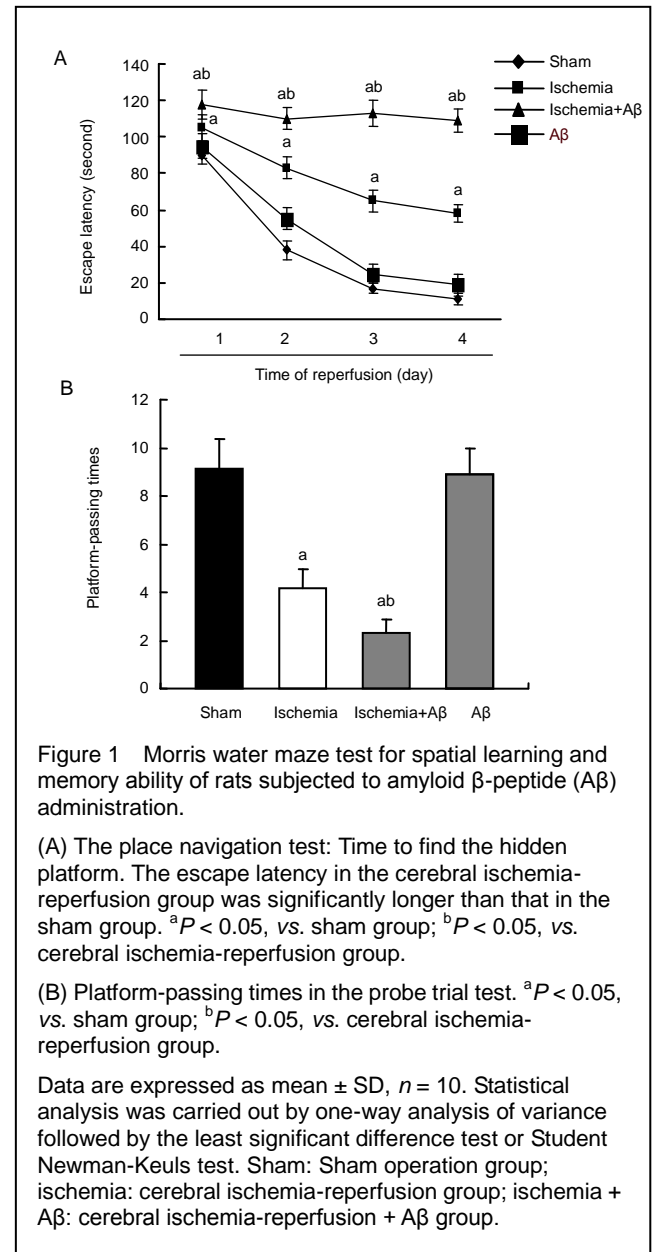 A
140
120
100
80
60
40
20
0
Escape latency (second)
ab
a
ab
a
ab
a
ab
a
Sham
Ischemia
Ischemia+Aβ
Aβ
1 2 3 4
Time of reperfusion (day)
B
12
10
8
6
4
2
0
Platform-passing times
a
ab
Sham Ischemia Ischemia+Aβ Aβ
Figure 1 Morris water maze test for spatial learning and
memory ability of rats subjected to amyloid β-peptide (Aβ)
administration.
(A) The place navigation test: Time to find the hidden
platform. The escape latency in the cerebral ischemia-
reperfusion group was significantly longer than that in the
sham group. ᵃP < 0.05, vs. sham group; ᵇP < 0.05, vs.
cerebral ischemia-reperfusion group.
(B) Platform-passing times in the probe trial test. ᵃP < 0.05,
vs. sham group; ᵇP < 0.05, vs. cerebral ischemia-
reperfusion group.
Data are expressed as mean ± SD, n = 10. Statistical
analysis was carried out by one-way analysis of variance
followed by the least significant difference test or Student
Newman-Keuls test. Sham: Sham operation group;
ischemia: cerebral ischemia-reperfusion group; ischemia +
Aβ: cerebral ischemia-reperfusion + Aβ group.